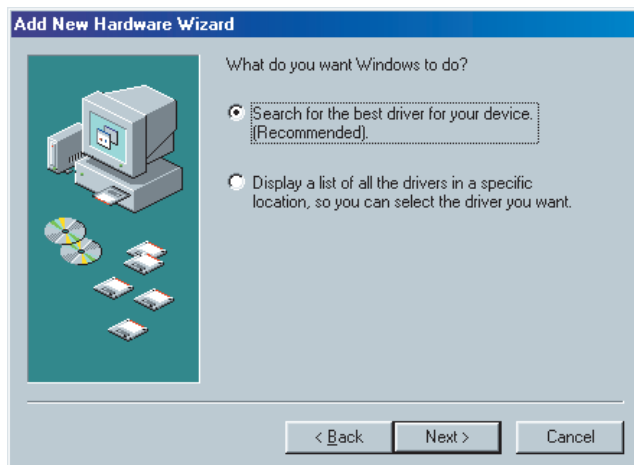 Add New Hardware Wizard
What do you want Windows to do?
Search for the best driver for your device.
(Recommended).
Display a list of all the drivers in a specific
location, so you can select the driver you want.
< Back
Next >
Cancel